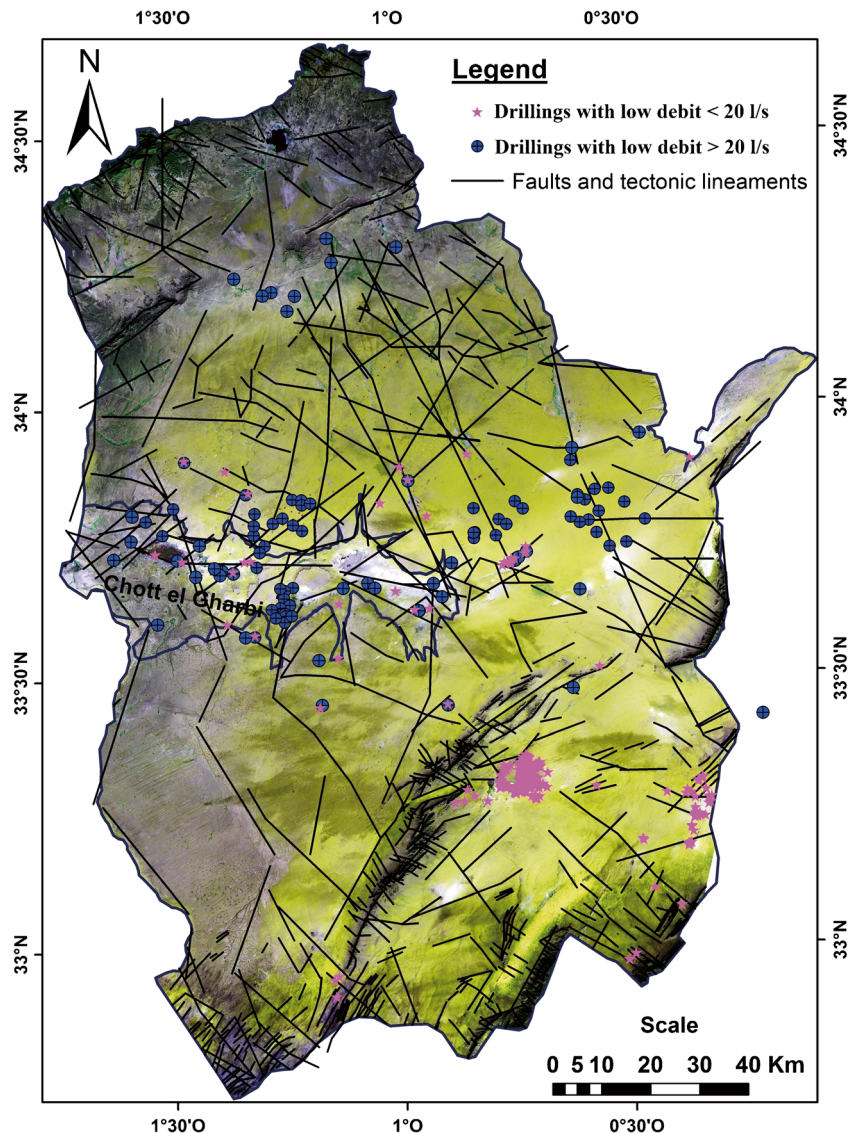 1°30'O 1°O 0°30'O
N
Legend
Drillings with low debit < 20 l/s
Drillings with low debit > 20 l/s
Faults and tectonic lineaments
34°30'N 34°30'N
34°N 34°N
Chott el Gharbi
33°30'N 33°30'N
33°N 33°N
Scale
0 5 10 20 30 40 Km
1°30'O 1°O 0°30'O